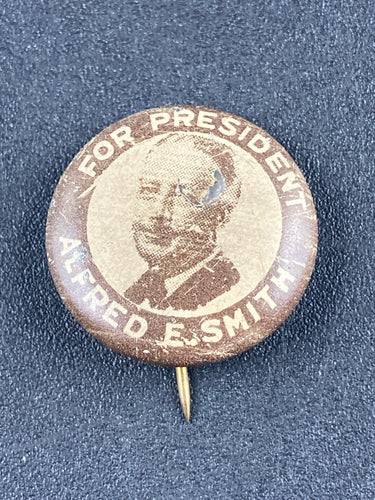 FOR PRESIDENT
ALFRED E. SMITH